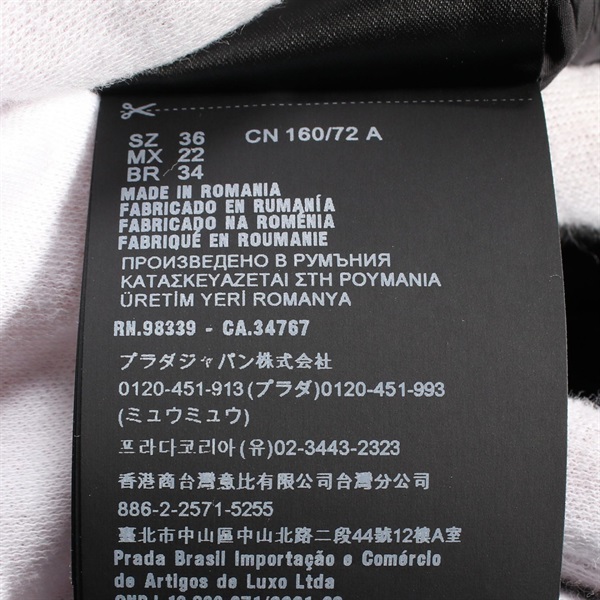 SZ 36 CN 160/72 A
MX 22
BR 34
MADE IN ROMANIA
FABRICADO EN RUMANÍA
FABRICADO NA ROMÉNIA
FABRIQUÉ EN ROUMANIE
ПРОИЗВЕДЕНО В РУМЪНИЯ
ΚΑΤΑΣΚΕΥΑΖΕΤΑΙ ΣΤΗ ΡΟΥΜΑΝΙΑ
ÜRETİM YERİ ROMANYA
RN.98339 - CA.34767
プラダジャパン株式会社
0120-451-913(プラダ)0120-451-993
(ミュウミュウ)
프라다코리아(유)02-3443-2323
香港商台灣意比有限公司台灣分公司
886-2-2571-5255
臺北市中山區中山北路二段44號12樓A室
Prada Brasil Importação e Comércio
de Artigos de Luxo Ltda